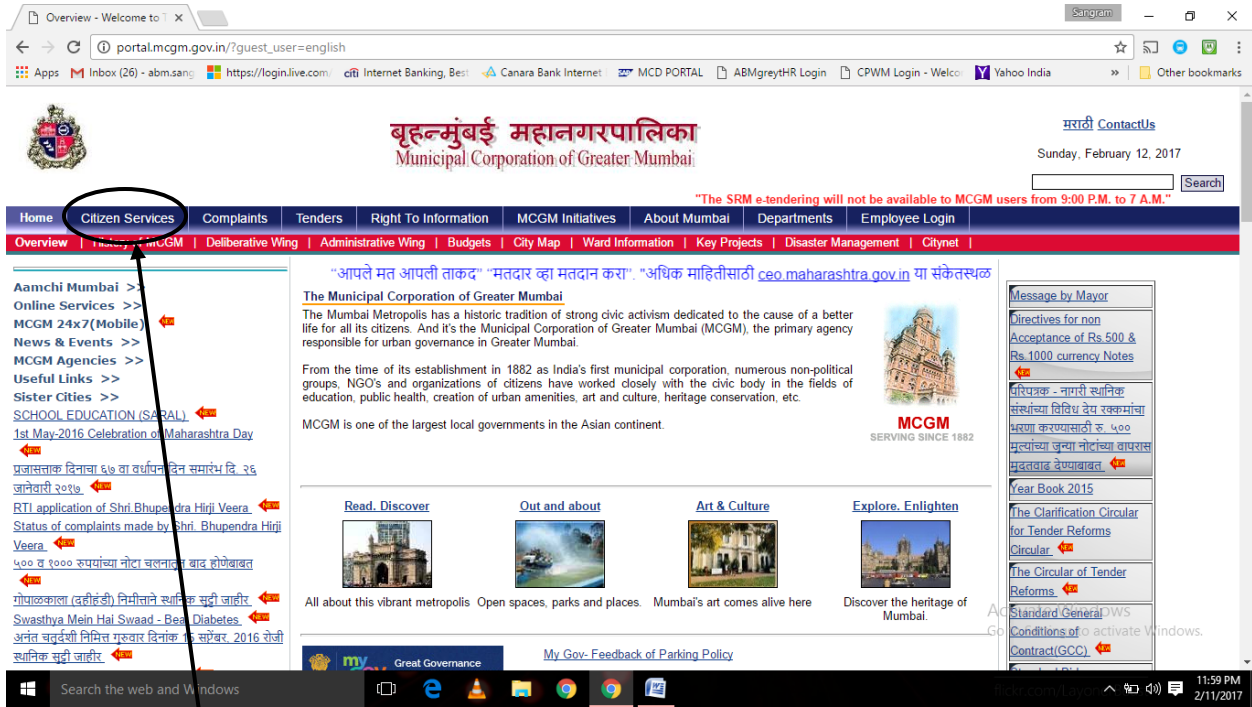 Overview - Welcome to T
Sangram
portal.mcgm.gov.in/?guest_user=english
Apps Inbox (26) - abm.sang https://login.live.com/ citi Internet Banking, Best Canara Bank Internet MCD PORTAL ABMgreytHR Login CPWM Login - Welco Yahoo India » Other bookmarks
बृहन्मुंबई महानगरपालिका
Municipal Corporation of Greater Mumbai
मराठी ContactUs
Sunday, February 12, 2017
Search
"The SRM e-tendering will not be available to MCGM users from 9:00 P.M. to 7 A.M."
Home Citizen Services Complaints Tenders Right To Information MCGM Initiatives About Mumbai Departments Employee Login
Overview | History of MCGM | Deliberative Wing | Administrative Wing | Budgets | City Map | Ward Information | Key Projects | Disaster Management | Citynet |
Aamchi Mumbai >>
Online Services >>
MCGM 24x7(Mobile) NEW
News & Events >>
MCGM Agencies >>
Useful Links >>
Sister Cities >>
SCHOOL EDUCATION (SARAL) NEW
1st May-2016 Celebration of Maharashtra Day
NEW
प्रजासत्ताक दिनाचा ६७ वा वर्धापन दिन समारंभ दि. २६
जानेवारी २०१७ NEW
RTI application of Shri.Bhupendra Hirji Veera NEW
Status of complaints made by Shri. Bhupendra Hirji
Veera NEW
५०० व १००० रुपयांच्या नोटा चलनातून बाद होणेबाबत
NEW
गोपाळकाला (दहीहंडी) निमीत्ताने स्थानिक सुट्टी जाहीर NEW
Swasthya Mein Hai Swaad - Beat Diabetes NEW
अनंत चतुर्दशी निमित्त गुरुवार दिनांक 15 सप्टेंबर, 2016 रोजी
स्थानिक सुट्टी जाहीर NEW
"आपले मत आपली ताकद" "मतदार व्हा मतदान करा". "अधिक माहितीसाठी ceo.maharashtra.gov.in या संकेतस्थळ
The Municipal Corporation of Greater Mumbai
The Mumbai Metropolis has a historic tradition of strong civic activism dedicated to the cause of a better
life for all its citizens. And it's the Municipal Corporation of Greater Mumbai (MCGM), the primary agency
responsible for urban governance in Greater Mumbai.
From the time of its establishment in 1882 as India's first municipal corporation, numerous non-political
groups, NGO's and organizations of citizens have worked closely with the civic body in the fields of
education, public health, creation of urban amenities, art and culture, heritage conservation, etc.
MCGM is one of the largest local governments in the Asian continent.
MCGM
SERVING SINCE 1882
Read. Discover Out and about Art & Culture Explore. Enlighten
All about this vibrant metropolis Open spaces, parks and places. Mumbai's art comes alive here Discover the heritage of
Mumbai.
my gov Great Governance
My Gov- Feedback of Parking Policy
Message by Mayor
Directives for non
Acceptance of Rs.500 &
Rs.1000 currency Notes
NEW
परिपत्रक - नागरी स्थानिक
संस्थांच्या विविध देय रक्कमांचा
भरणा करण्यासाठी रु. ५००
मूल्यांच्या जुन्या नोटांच्या वापरास
मुदतवाढ देण्याबाबत NEW
Year Book 2015
The Clarification Circular
for Tender Reforms
Circular NEW
The Circular of Tender
Reforms NEW
Standard General
Conditions of
Contract(GCC) NEW
Activate Windows
Go to activate Windows.
Search the web and Windows
flickr.com/Layon
11:59 PM
2/11/2017